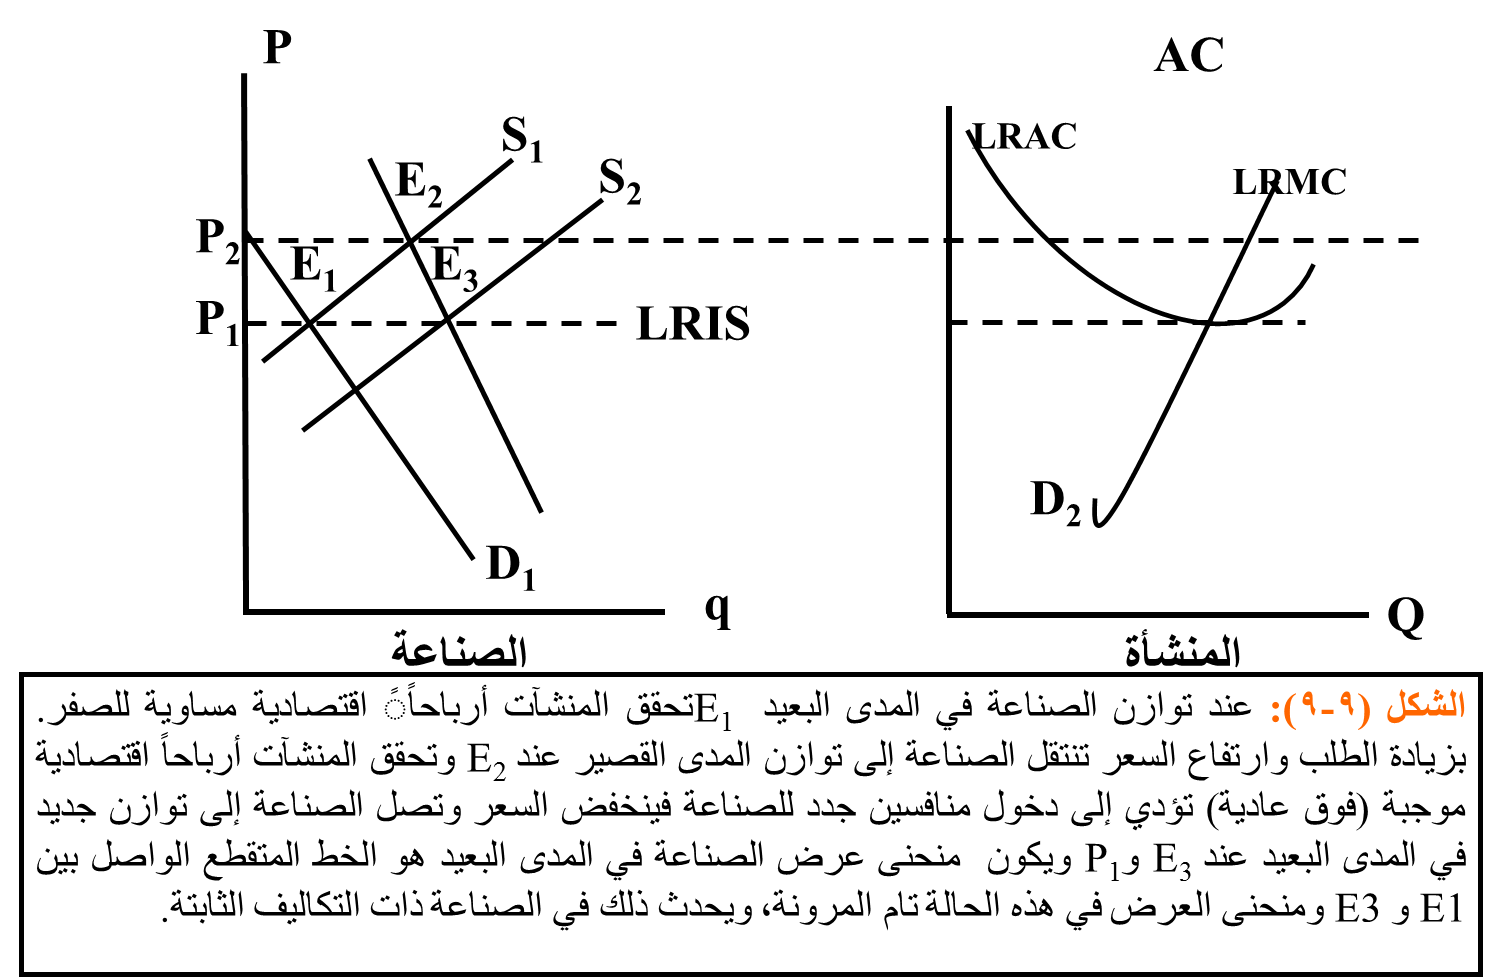 P
AC
S₁
LRAC
E₂
S₂
LRMC
P₂
E₁
E₃
P₁
LRIS
D₂
D₁
q
Q
الصناعة
المنشأة
الشكل (٩-٩): عند توازن الصناعة في المدى البعيد E₁تحقق المنشآت أرباحاًً اقتصادية مساوية للصفر.
بزيادة الطلب وارتفاع السعر تنتقل الصناعة إلى توازن المدى القصير عند E₂ وتحقق المنشآت أرباحاً اقتصادية
موجبة (فوق عادية) تؤدي إلى دخول منافسين جدد للصناعة فينخفض السعر وتصل الصناعة إلى توازن جديد
في المدى البعيد عند E₃ وP₁ ويكون منحنى عرض الصناعة في المدى البعيد هو الخط المتقطع الواصل بين
E1 و E3 ومنحنى العرض في هذه الحالة تام المرونة، ويحدث ذلك في الصناعة ذات التكاليف الثابتة.